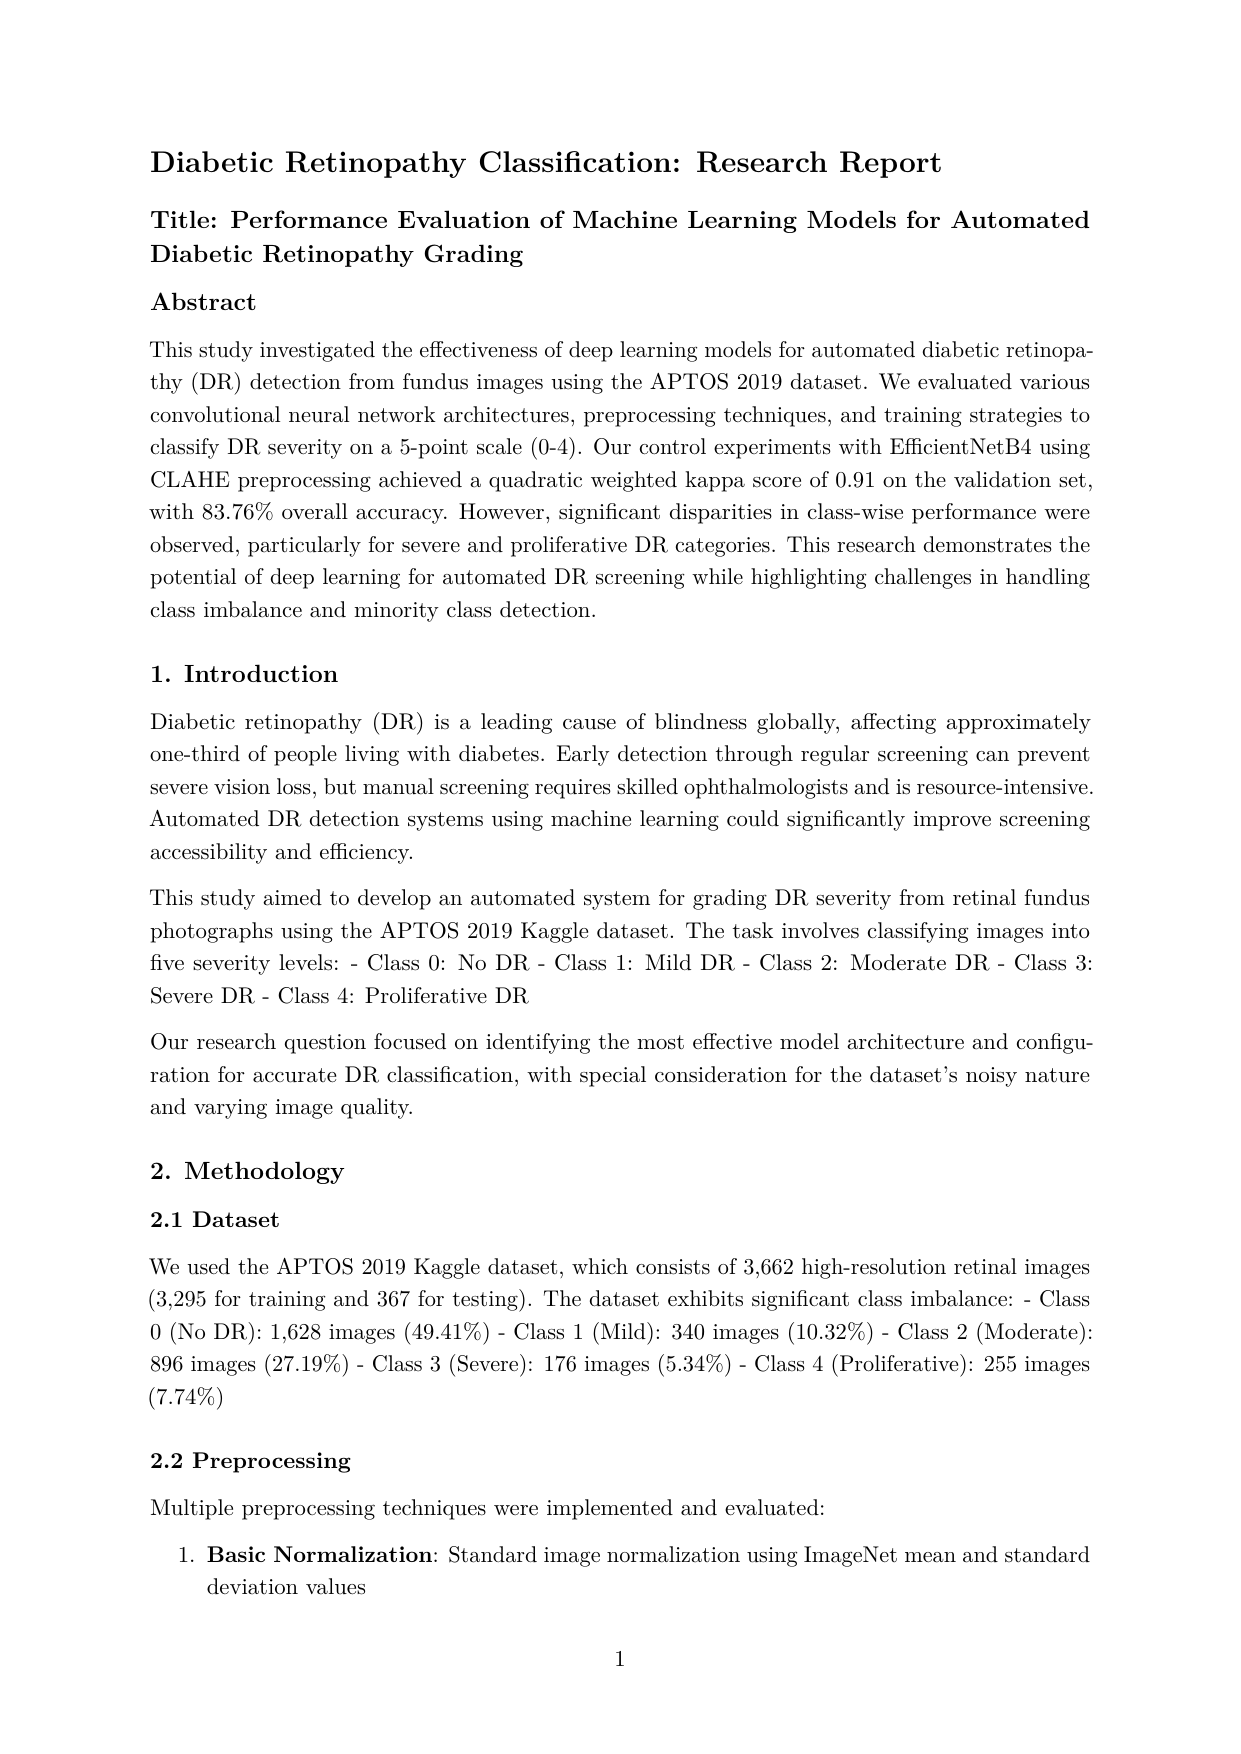 Diabetic Retinopathy Classification: Research Report
Title: Performance Evaluation of Machine Learning Models for Automated
Diabetic Retinopathy Grading
Abstract
This study investigated the effectiveness of deep learning models for automated diabetic retinopa-
thy (DR) detection from fundus images using the APTOS 2019 dataset. We evaluated various
convolutional neural network architectures, preprocessing techniques, and training strategies to
classify DR severity on a 5-point scale (0-4). Our control experiments with EfficientNetB4 using
CLAHE preprocessing achieved a quadratic weighted kappa score of 0.91 on the validation set,
with 83.76% overall accuracy. However, significant disparities in class-wise performance were
observed, particularly for severe and proliferative DR categories. This research demonstrates the
potential of deep learning for automated DR screening while highlighting challenges in handling
class imbalance and minority class detection.
1. Introduction
Diabetic retinopathy (DR) is a leading cause of blindness globally, affecting approximately
one-third of people living with diabetes. Early detection through regular screening can prevent
severe vision loss, but manual screening requires skilled ophthalmologists and is resource-intensive.
Automated DR detection systems using machine learning could significantly improve screening
accessibility and efficiency.
This study aimed to develop an automated system for grading DR severity from retinal fundus
photographs using the APTOS 2019 Kaggle dataset. The task involves classifying images into
five severity levels: - Class 0: No DR - Class 1: Mild DR - Class 2: Moderate DR - Class 3:
Severe DR - Class 4: Proliferative DR
Our research question focused on identifying the most effective model architecture and configu-
ration for accurate DR classification, with special consideration for the dataset's noisy nature
and varying image quality.
2. Methodology
2.1 Dataset
We used the APTOS 2019 Kaggle dataset, which consists of 3,662 high-resolution retinal images
(3,295 for training and 367 for testing). The dataset exhibits significant class imbalance: - Class
0 (No DR): 1,628 images (49.41%) - Class 1 (Mild): 340 images (10.32%) - Class 2 (Moderate):
896 images (27.19%) - Class 3 (Severe): 176 images (5.34%) - Class 4 (Proliferative): 255 images
(7.74%)
2.2 Preprocessing
Multiple preprocessing techniques were implemented and evaluated:
1. Basic Normalization: Standard image normalization using ImageNet mean and standard
deviation values
1